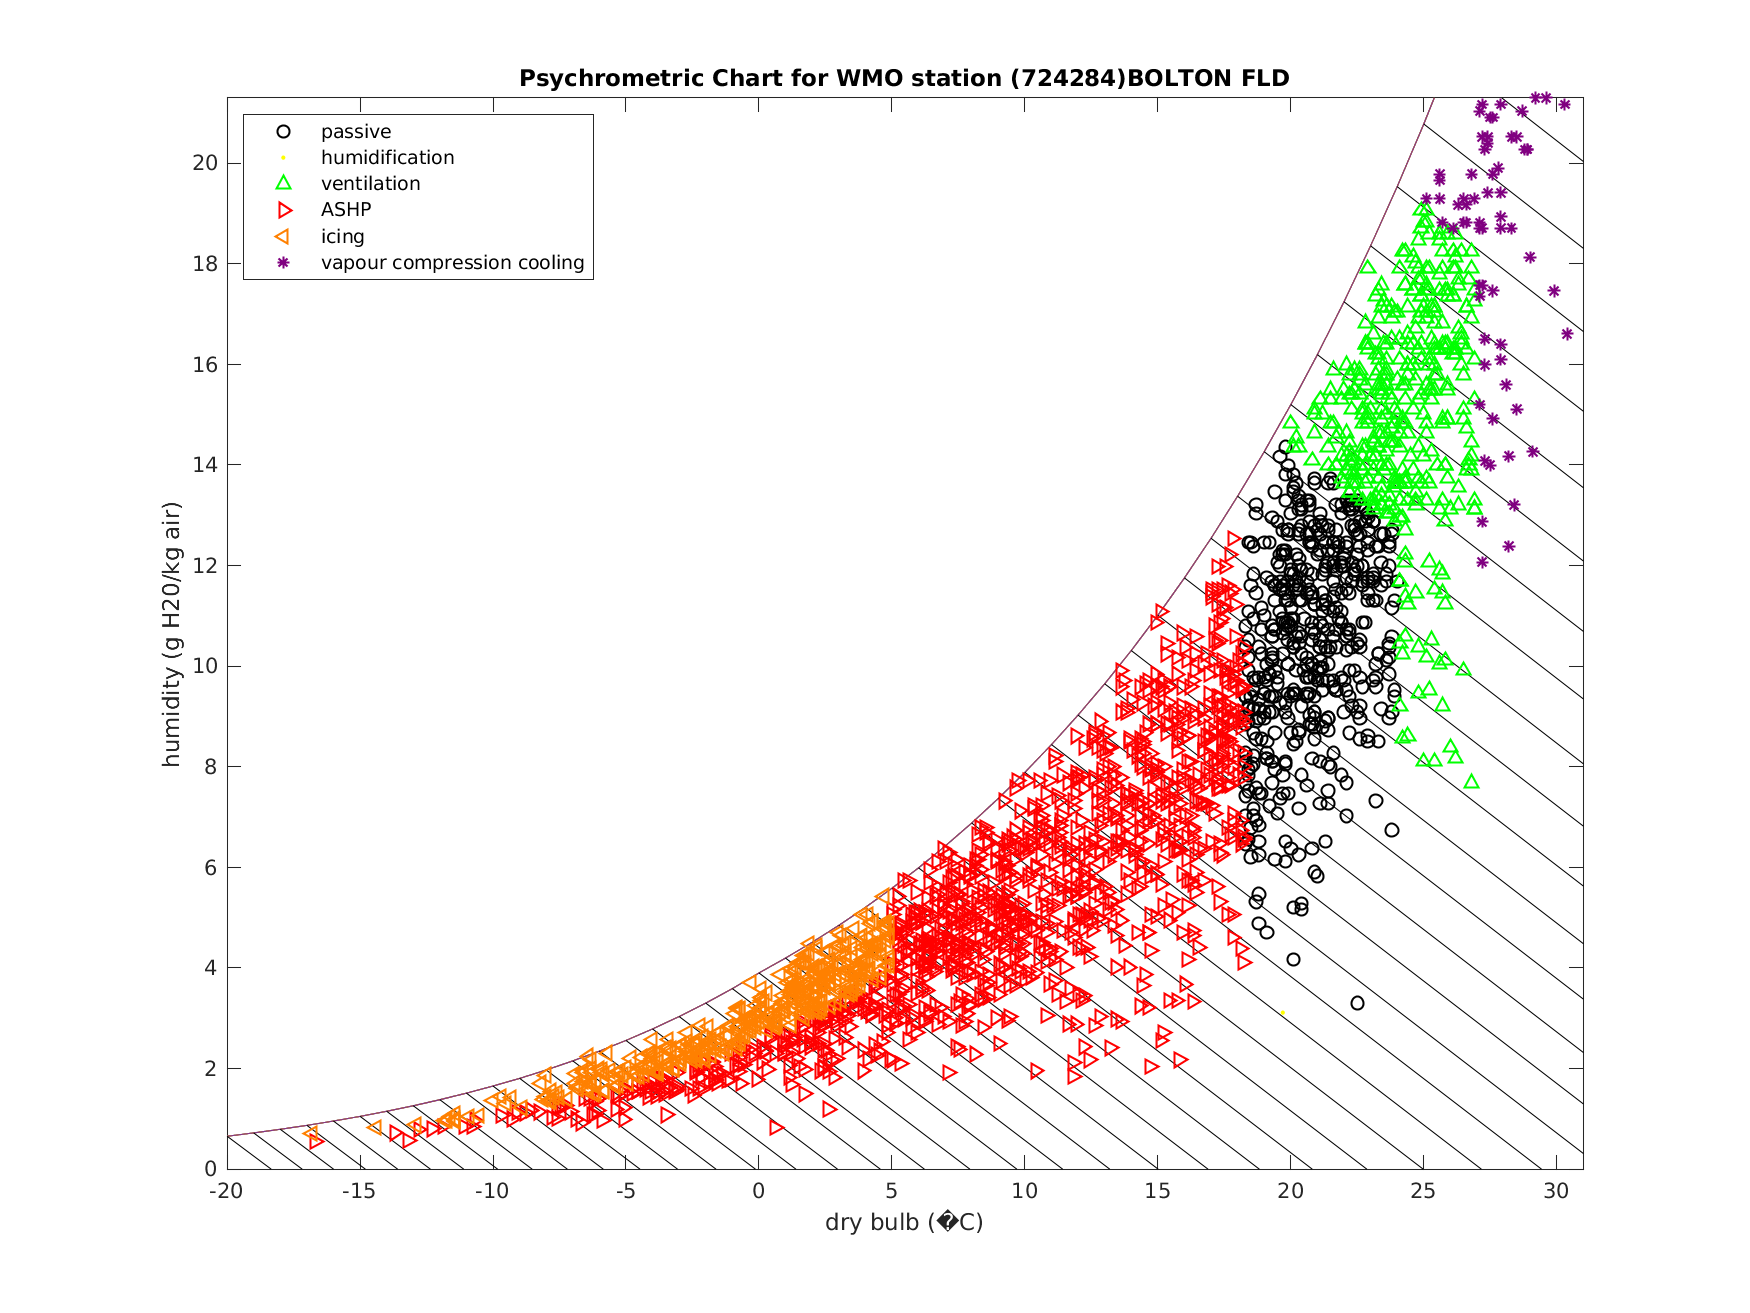 Psychrometric Chart for WMO station (724284)BOLTON FLD
passive
humidification
ventilation
ASHP
icing
vapour compression cooling
humidity (g H20/kg air)
20
18
16
14
12
10
8
6
4
2
0
-20 -15 -10 -5 0 5 10 15 20 25 30
dry bulb (�C)